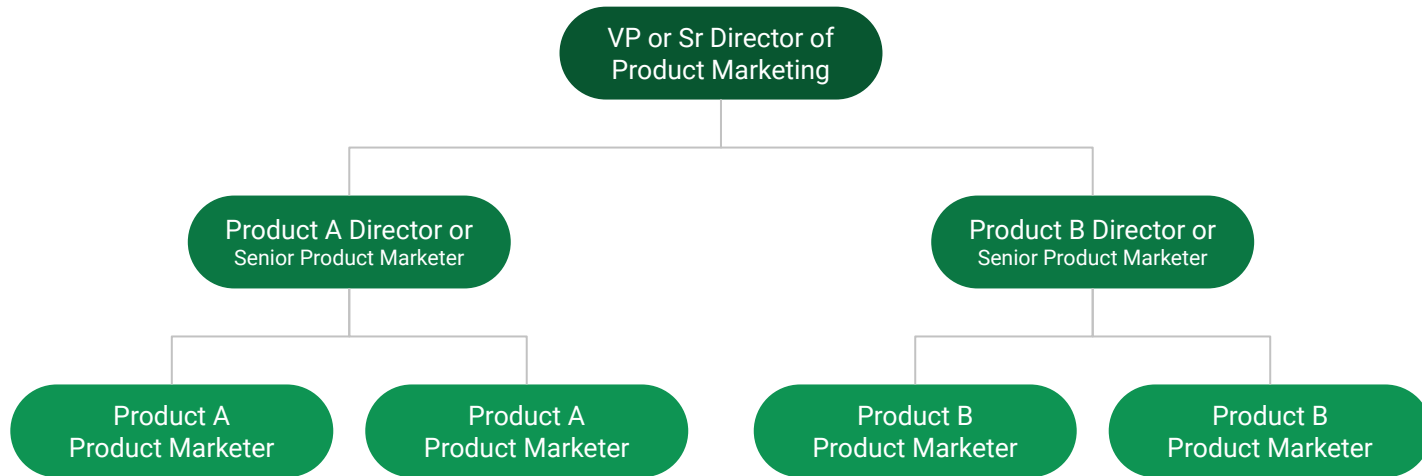 VP or Sr Director of
Product Marketing
Product A Director or
Senior Product Marketer
Product B Director or
Senior Product Marketer
Product A
Product Marketer
Product A
Product Marketer
Product B
Product Marketer
Product B
Product Marketer